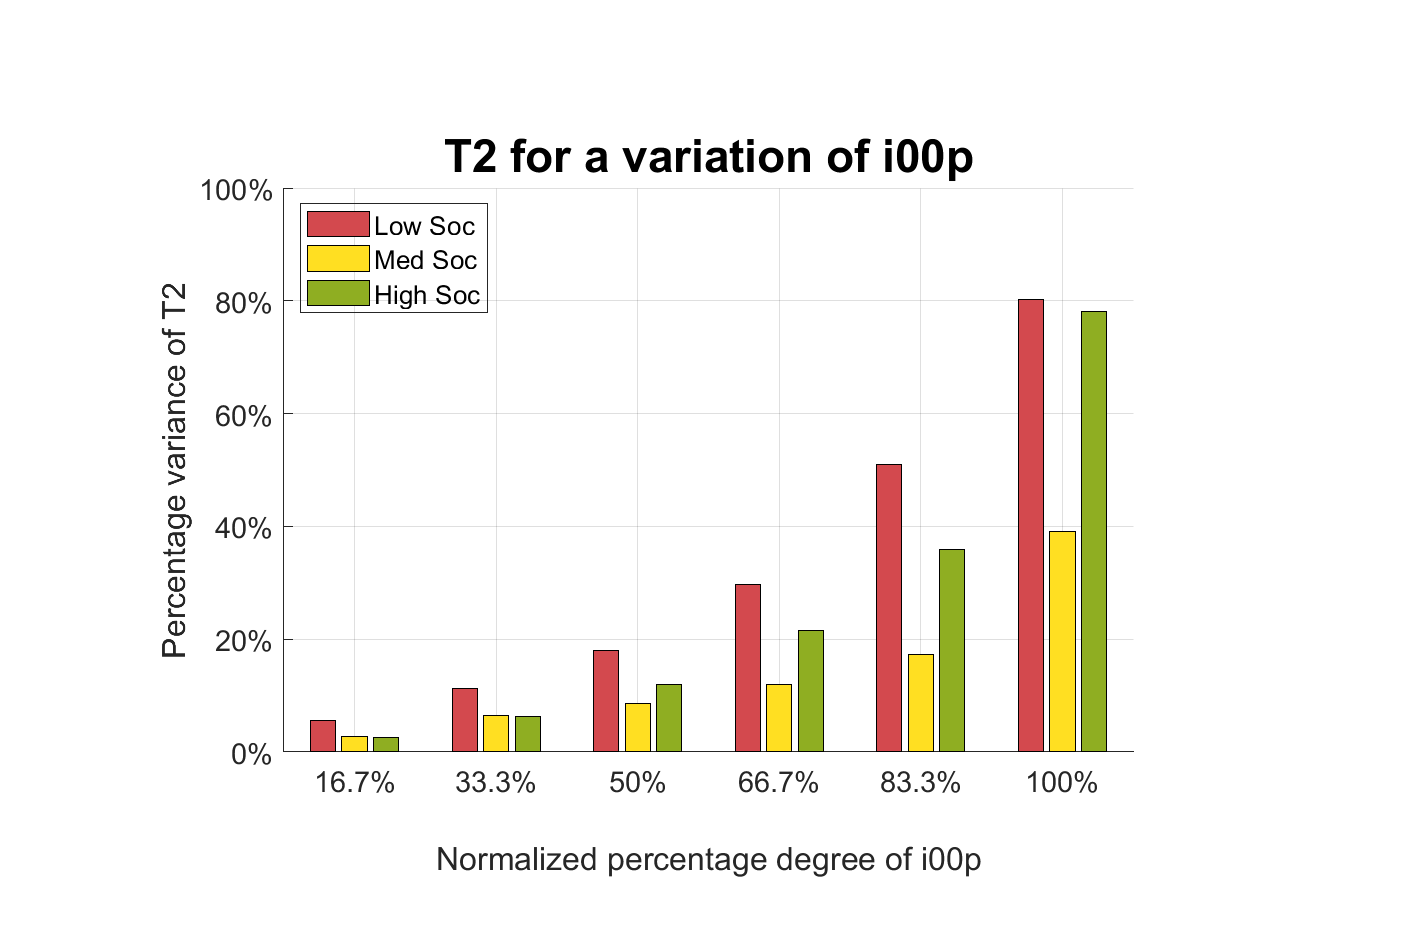 T2 for a variation of i00p
100%
80%
60%
40%
20%
0%
Percentage variance of T2
Low Soc
Med Soc
High Soc
16.7% 33.3% 50% 66.7% 83.3% 100%
Normalized percentage degree of i00p